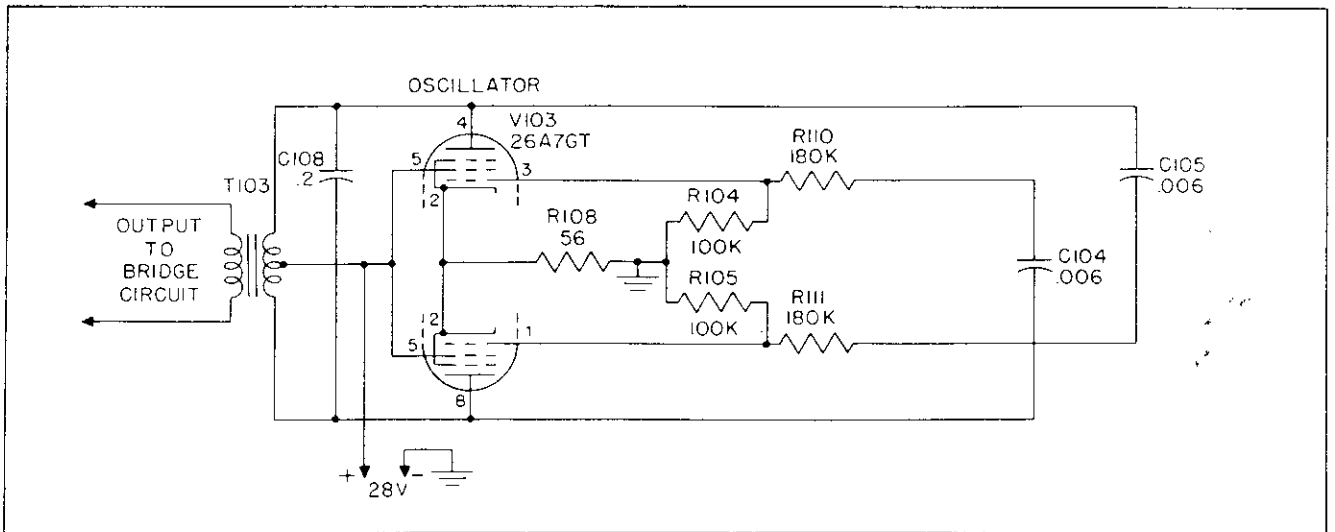 OSCILLATOR
4
V103
26A7GT
C108
.2
5
3
2
R110
180K
C105
.006
T103
R104
100K
OUTPUT
TO
BRIDGE
CIRCUIT
R108
56
C104
.006
R105
100K
2
1
5
R111
180K
8
+ 28V -